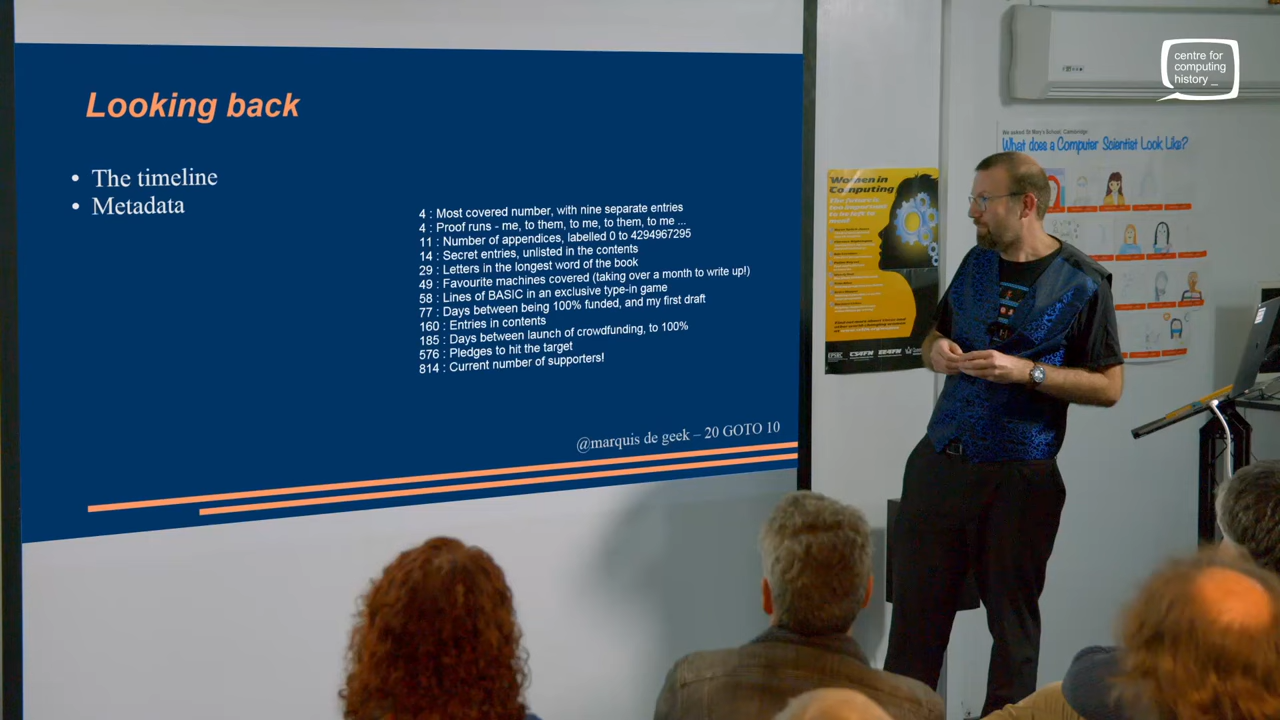 Looking back
• The timeline
• Metadata
4 : Most covered number, with nine separate entries
4 : Proof runs - me, to them, to me, to them, to me ...
11 : Number of appendices, labelled 0 to 4294967295
14 : Secret entries, unlisted in the contents
29 : Letters in the longest word of the book
49 : Favourite machines covered (taking over a month to write up!)
58 : Lines of BASIC in an exclusive type-in game
77 : Days between being 100% funded, and my first draft
160 : Entries in contents
185 : Days between launch of crowdfunding, to 100%
576 : Pledges to hit the target
814 : Current number of supporters!
@marquis de geek – 20 GOTO 10
Women in
Computing
centre for
computing
history _
We asked St Mary's School, Cambridge
What does a Computer Scientist Look Like?